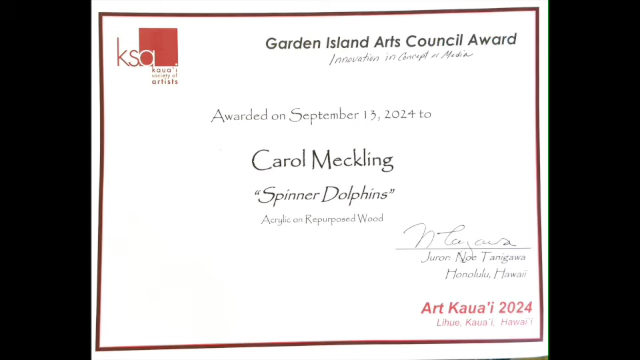 ksa
kaua'i
society of
artists
Garden Island Arts Council Award
Innovation in Concept or Media
Awarded on September 13, 2024 to
Carol Meckling
"Spinner Dolphins"
Acrylic on Repurposed Wood
Juror: Noe Tanigawa
Honolulu, Hawaii
Art Kaua'i 2024
Lihue, Kaua'i, Hawai'i